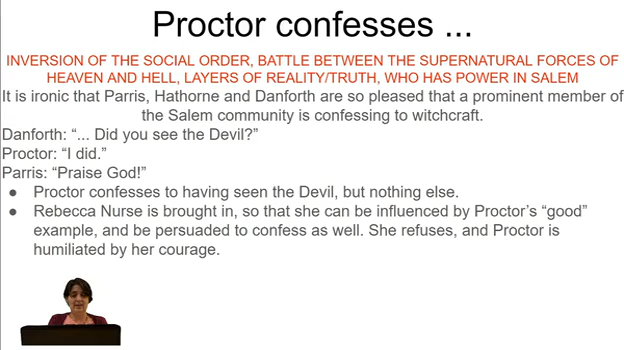 Proctor confesses ...
INVERSION OF THE SOCIAL ORDER, BATTLE BETWEEN THE SUPERNATURAL FORCES OF
HEAVEN AND HELL, LAYERS OF REALITY/TRUTH, WHO HAS POWER IN SALEM
It is ironic that Parris, Hathorne and Danforth are so pleased that a prominent member of
the Salem community is confessing to witchcraft.
Danforth: “... Did you see the Devil?”
Proctor: “I did.”
Parris: “Praise God!”
● Proctor confesses to having seen the Devil, but nothing else.
● Rebecca Nurse is brought in, so that she can be influenced by Proctor’s “good”
example, and be persuaded to confess as well. She refuses, and Proctor is
humiliated by her courage.